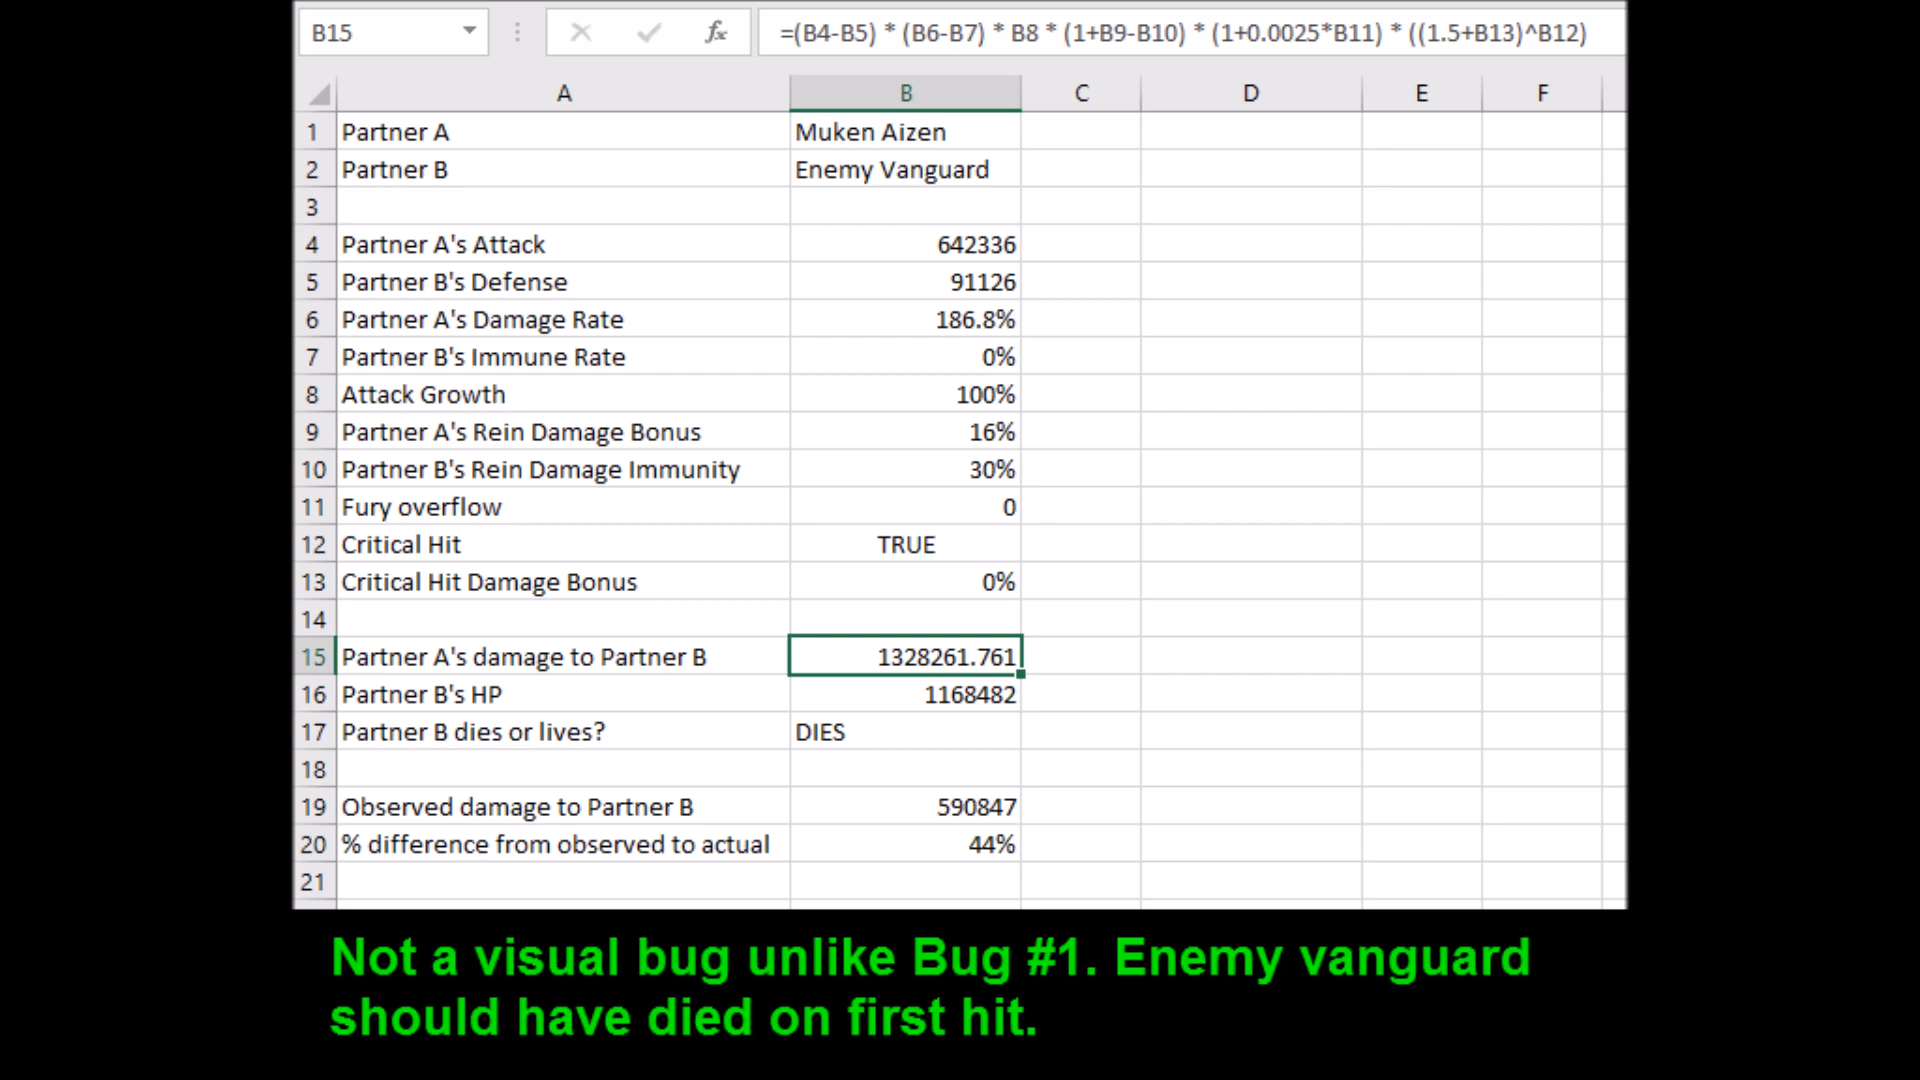 B15 fx =(B4-B5) * (B6-B7) * B8 * (1+B9-B10) * (1+0.0025*B11) * ((1.5+B13)^B12)
A B C D E F
1 Partner A Muken Aizen
2 Partner B Enemy Vanguard
3
4 Partner A's Attack 642336
5 Partner B's Defense 91126
6 Partner A's Damage Rate 186.8%
7 Partner B's Immune Rate 0%
8 Attack Growth 100%
9 Partner A's Rein Damage Bonus 16%
10 Partner B's Rein Damage Immunity 30%
11 Fury overflow 0
12 Critical Hit TRUE
13 Critical Hit Damage Bonus 0%
14
15 Partner A's damage to Partner B 1328261.761
16 Partner B's HP 1168482
17 Partner B dies or lives? DIES
18
19 Observed damage to Partner B 590847
20 % difference from observed to actual 44%
21
Not a visual bug unlike Bug #1. Enemy vanguard
should have died on first hit.